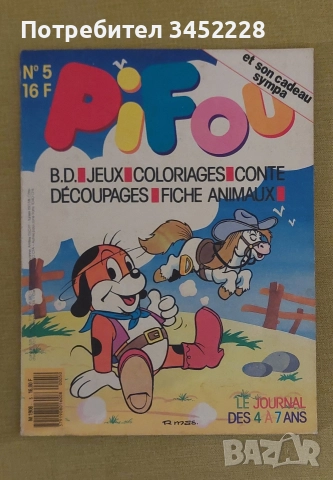 Потребител 3452228
N° 5
16 F
PiFou
et son cadeau
sympa
B.D. JEUX COLORIAGES CONTE
DÉCOUPAGES FICHE ANIMAUX
LE JOURNAL
DES 4 À 7 ANS
БАZAR